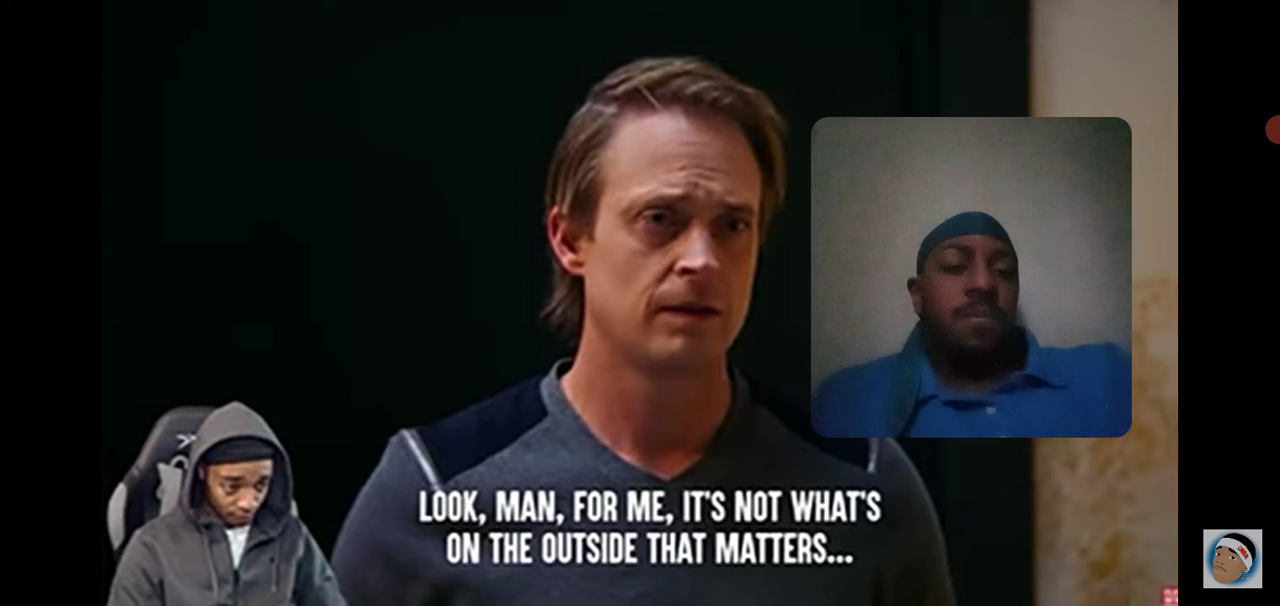 LOOK, MAN, FOR ME, IT'S NOT WHAT'S
ON THE OUTSIDE THAT MATTERS...